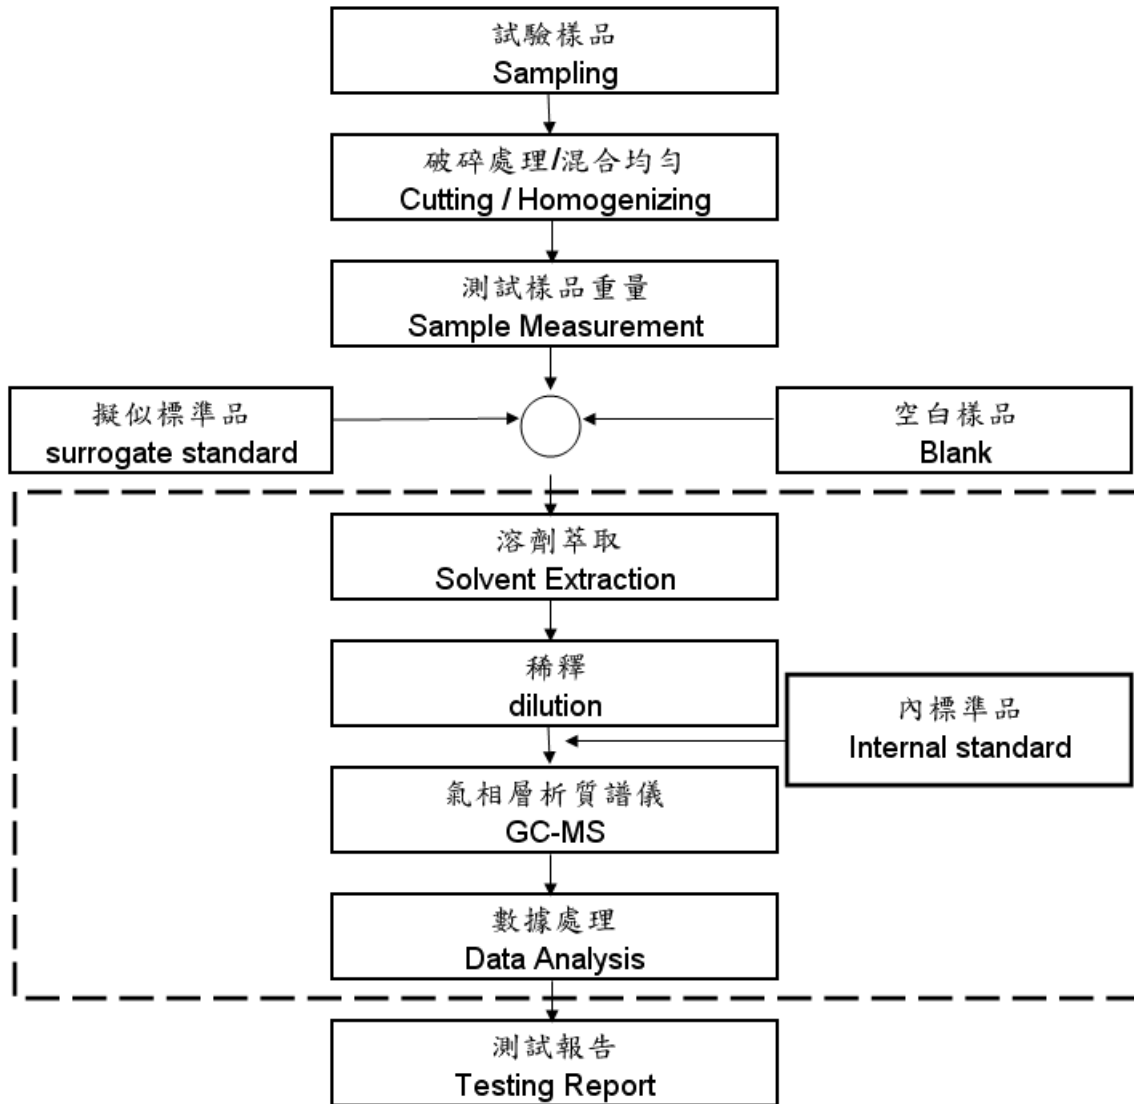 試驗樣品
Sampling
破碎處理/混合均勻
Cutting / Homogenizing
測試樣品重量
Sample Measurement
擬似標準品
surrogate standard
空白樣品
Blank
溶劑萃取
Solvent Extraction
稀釋
dilution
內標準品
Internal standard
氣相層析質譜儀
GC-MS
數據處理
Data Analysis
測試報告
Testing Report